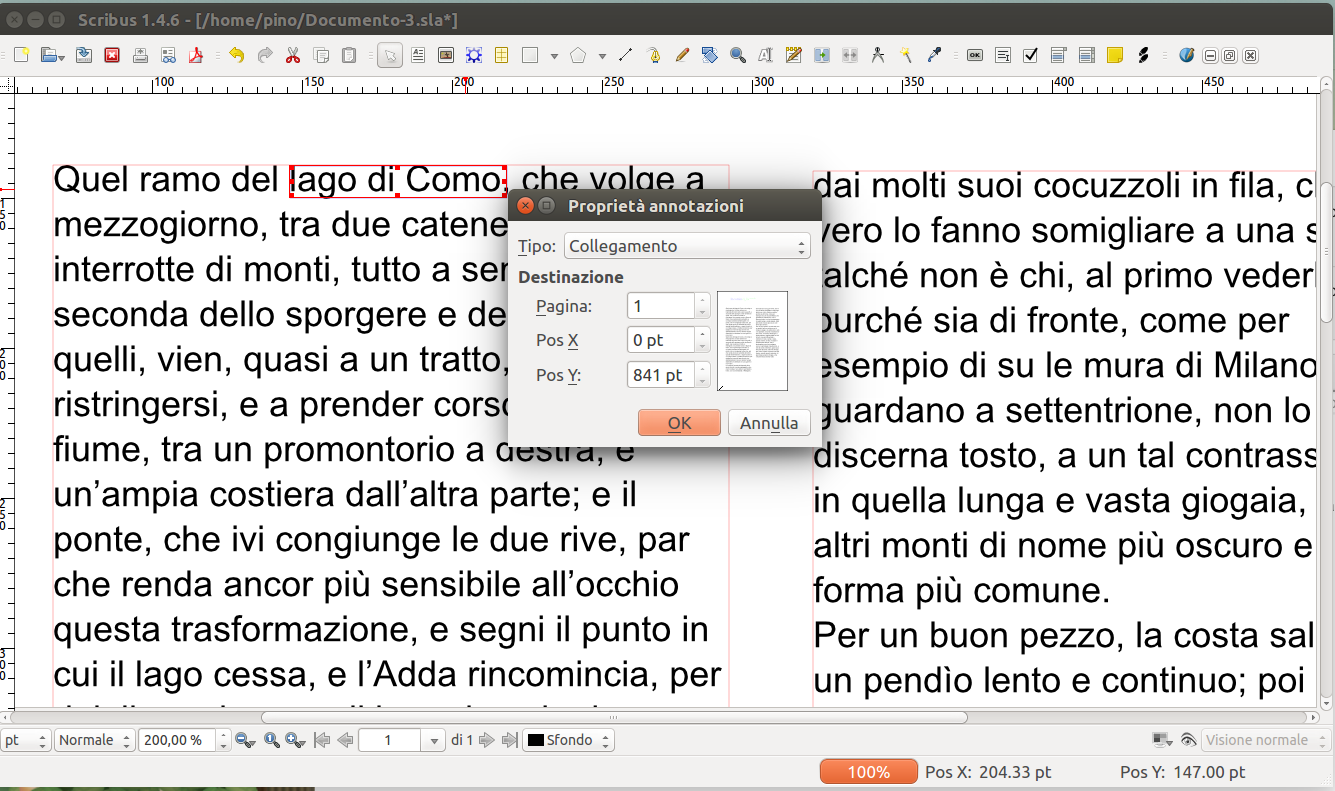 Scribus 1.4.6 - [/home/pino/Documento-3.sla*]
OK
100 150 200 250 300 350 400 450
Quel ramo del lago di Como, che volge a
mezzogiorno, tra due catene
interrotte di monti, tutto a
seconda dello sporgere e
quelli, vien, quasi a un tratto,
ristringersi, e a prender
fiume, tra un promontorio a destra, e
un’ampia costiera dall’altra parte; e il
ponte, che ivi congiunge le due rive, par
che renda ancor più sensibile all’occhio
questa trasformazione, e segni il punto in
cui il lago cessa, e l’Adda rincomincia, per
Proprietà annotazioni
Tipo: Collegamento
Destinazione
Pagina: 1
Pos X 0 pt
Pos Y: 841 pt
OK Annulla
dai molti suoi cocuzzoli in fila, c
vero lo fanno somigliare a una s
talché non è chi, al primo veder
purché sia di fronte, come per
esempio di su le mura di Milano
guardano a settentrione, non lo
discerna tosto, a un tal contrass
in quella lunga e vasta giogaia,
altri monti di nome più oscuro e
forma più comune.
Per un buon pezzo, la costa sal
un pendìo lento e continuo; poi
pt Normale 200,00 % 1 di 1 Sfondo Visione normale
100% Pos X: 204.33 pt Pos Y: 147.00 pt